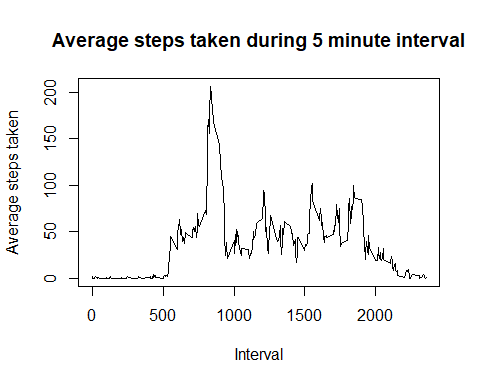 Average steps taken during 5 minute interval
Average steps taken
200
150
100
50
0
0 500 1000 1500 2000
Interval